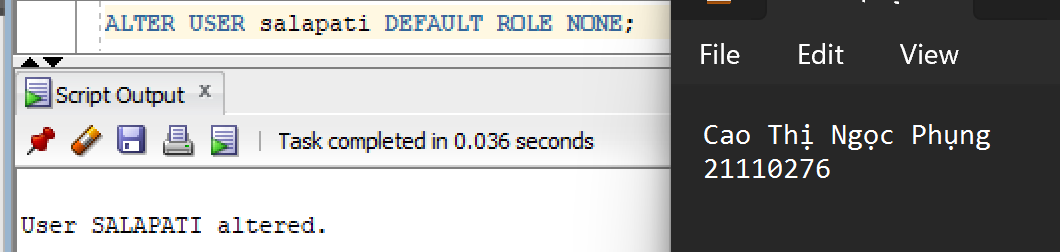 ALTER USER salapati DEFAULT ROLE NONE;
Script Output x
Task completed in 0.036 seconds
User SALAPATI altered.
File Edit View
Cao Thị Ngọc Phụng
21110276